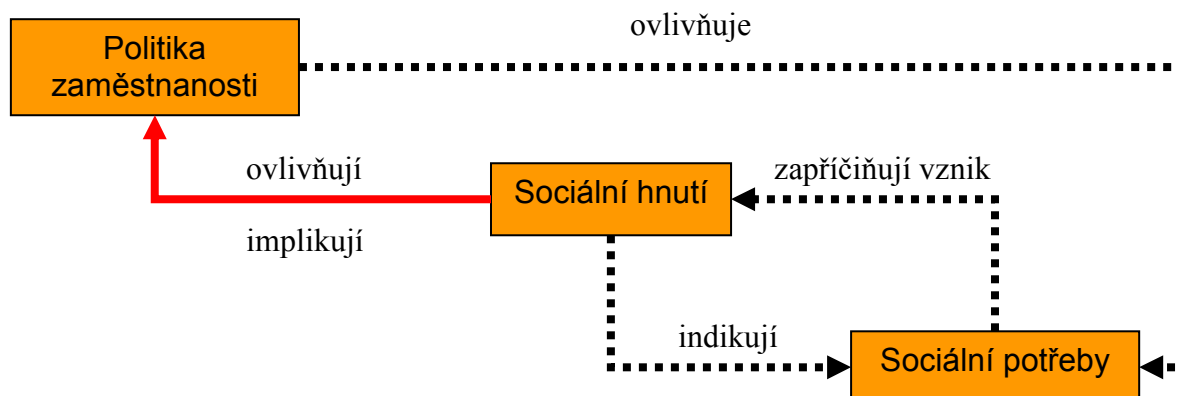 ovlivňuje
Politika
zaměstnanosti
ovlivňují
zapříčiňují vznik
Sociální hnutí
implikují
indikují
Sociální potřeby